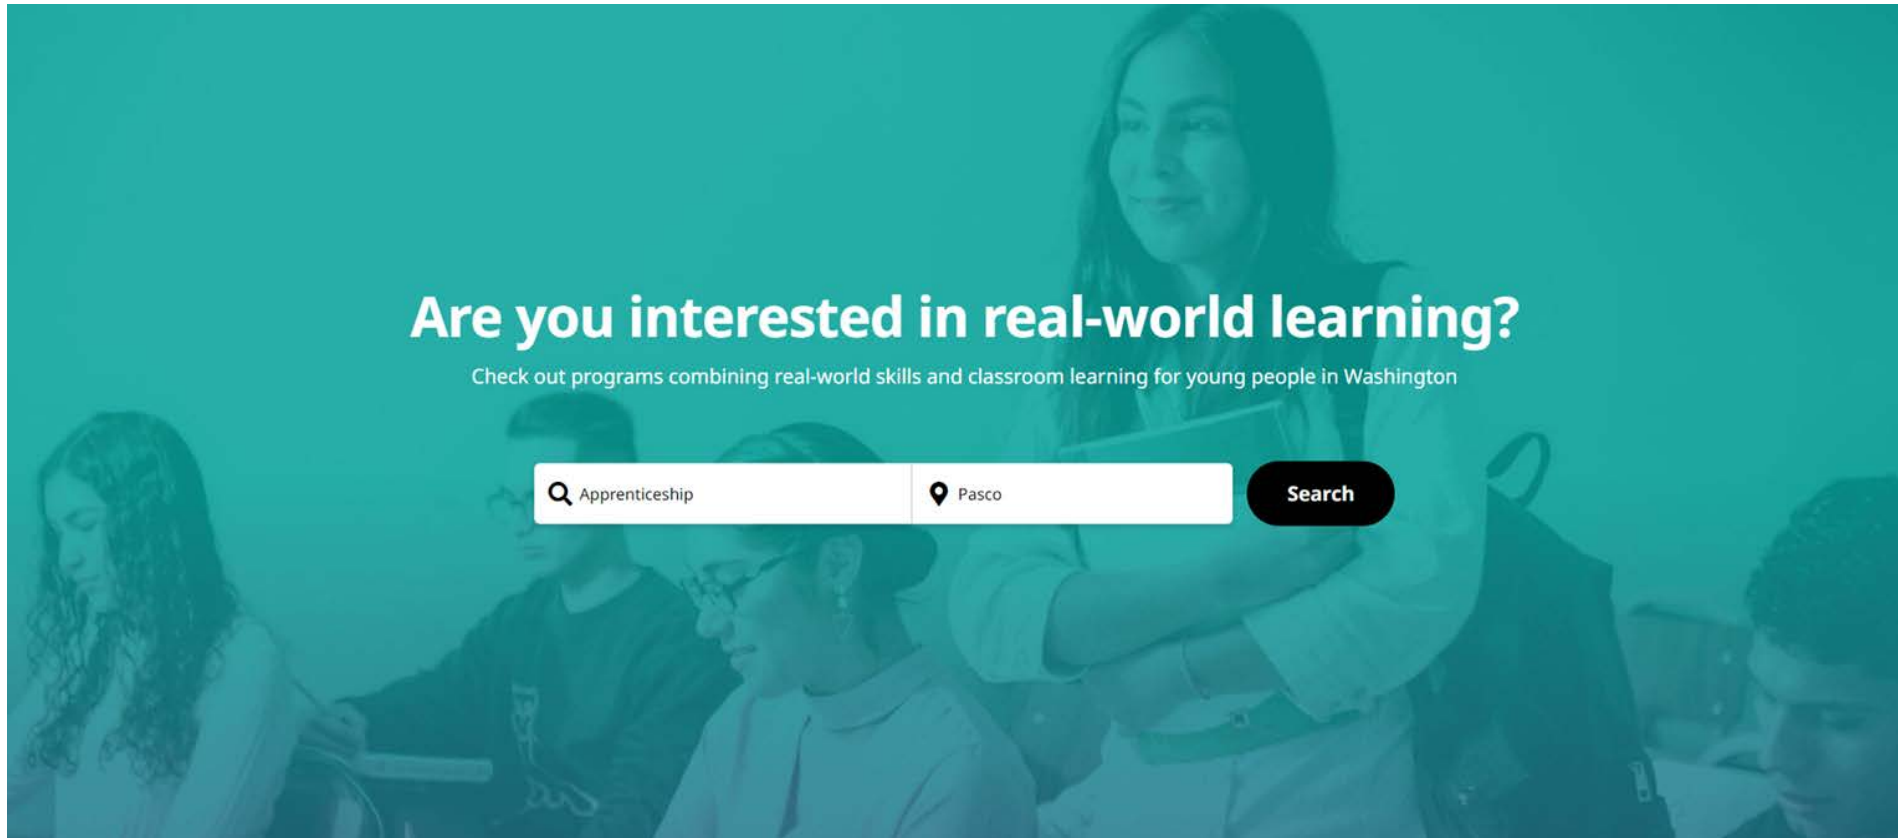 Are you interested in real-world learning?
Check out programs combining real-world skills and classroom learning for young people in Washington
Apprenticeship
Pasco
Search